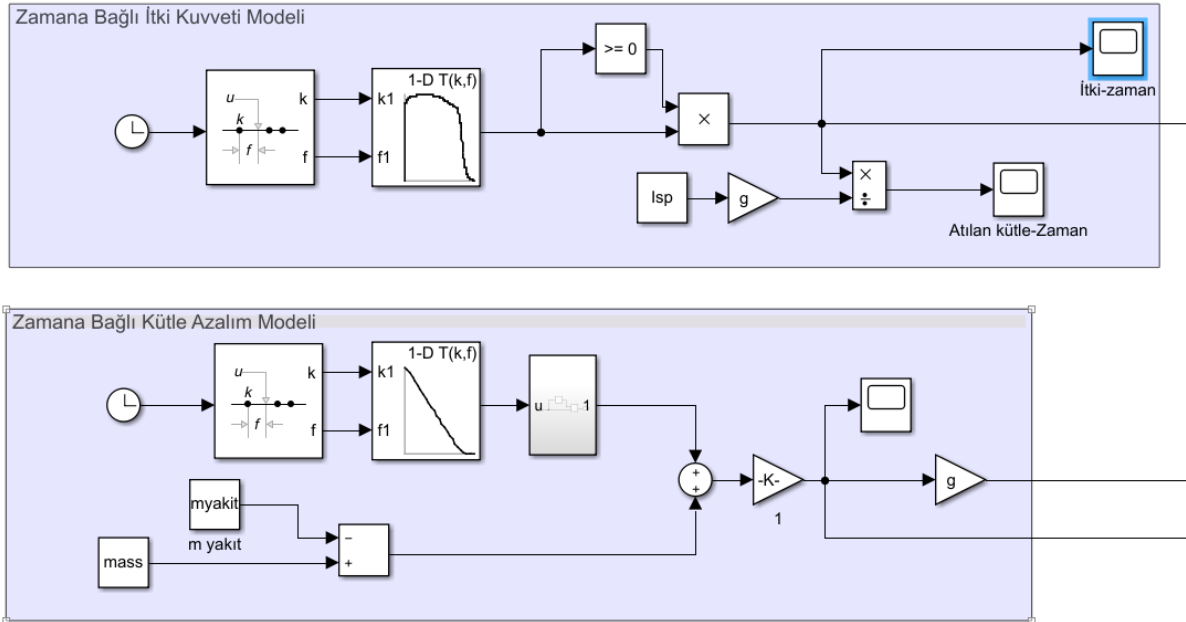 Zamana Bağlı İtki Kuvveti Modeli
u
k
f
k
f
1-D T(k,f)
k1
f1
>= 0
×
İtki-zaman
Isp
g
×
÷
Atılan kütle-Zaman
Zamana Bağlı Kütle Azalım Modeli
u
k
f
k
f
1-D T(k,f)
k1
f1
u
1
+
+
-K-
1
g
myakit
m yakıt
mass
−
+